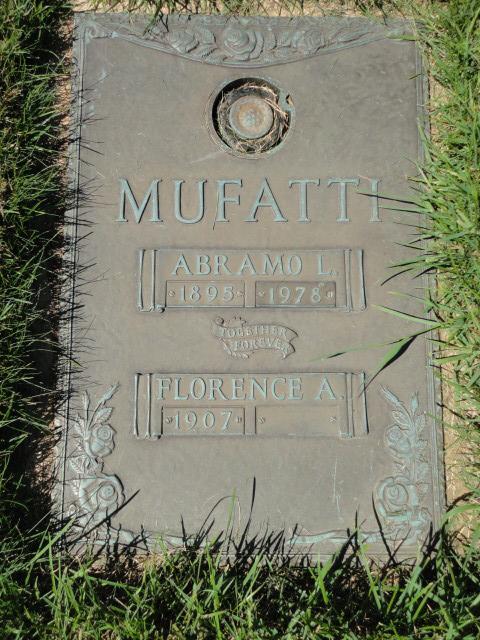 MUFATTI
ABRAMO L.
1895 1978
TOGETHER
FOREVER
FLORENCE A.
1907